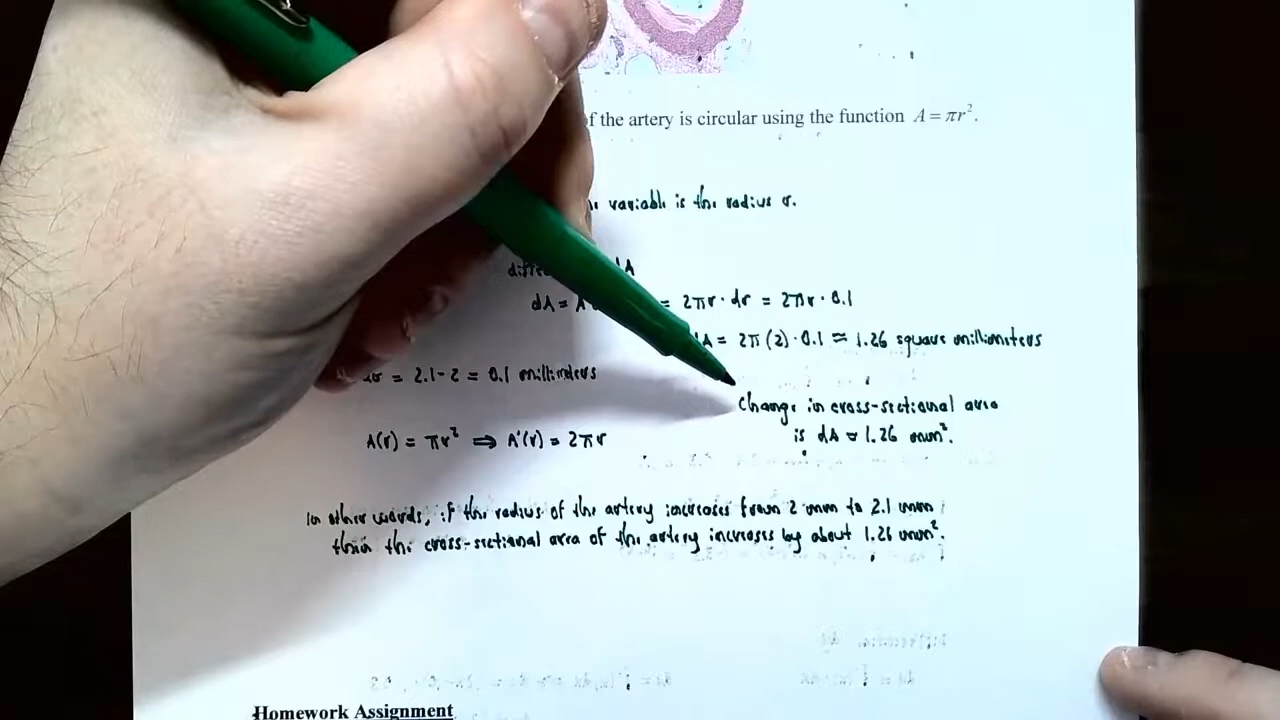 f the artery is circular using the function A = πr².
variable is the radius r.
dA =
= 2πr · dr = 2πr · 0.1
A = 2π(2) · 0.1 ≈ 1.26 square millimeters
= 2.1 - 2 = 0.1 millimeters
Change in cross-sectional area
is dA ≈ 1.26 mm².
A(r) = πr² ⇒ A'(r) = 2πr
In other words, if the radius of the artery increases from 2 mm to 2.1 mm
then the cross-sectional area of the artery increases by about 1.26 mm².
Homework Assignment